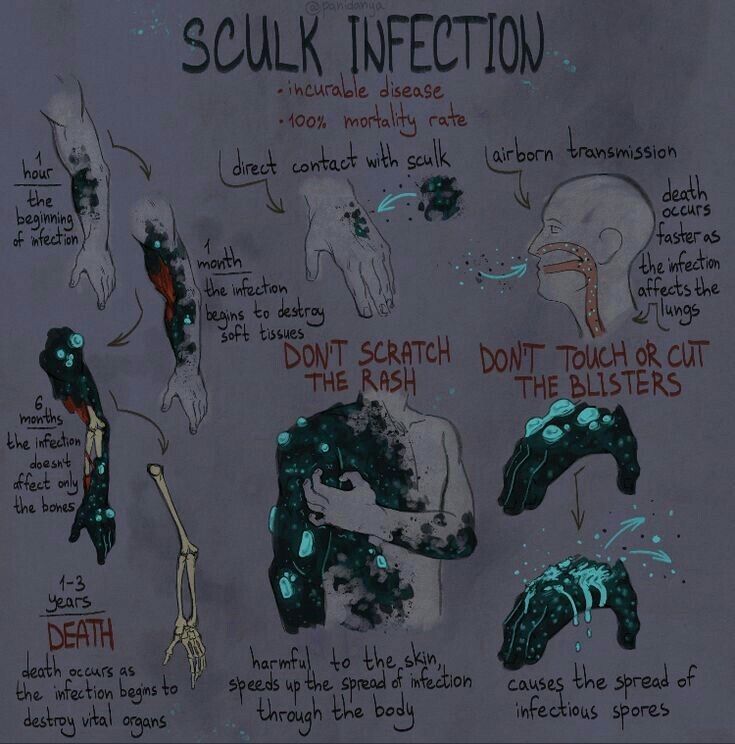 @panidanya
SCULK INFECTION
• incurable disease
• 100% mortality rate
1
hour
the
beginning
of infection
1
month
the infection
begins to destroy
soft tissues
6
months
the infection
doesn't
affect only
the bones
1-3
years
DEATH
death occurs as
the infection begins to
destroy vital organs
direct contact with sculk
airborn transmission
death
occurs
faster as
the infection
affects the
lungs
DON'T SCRATCH
THE RASH
harmful to the skin,
speeds up the spread of infection
through the body
DON'T TOUCH OR CUT
THE BLISTERS
causes the spread of
infectious spores